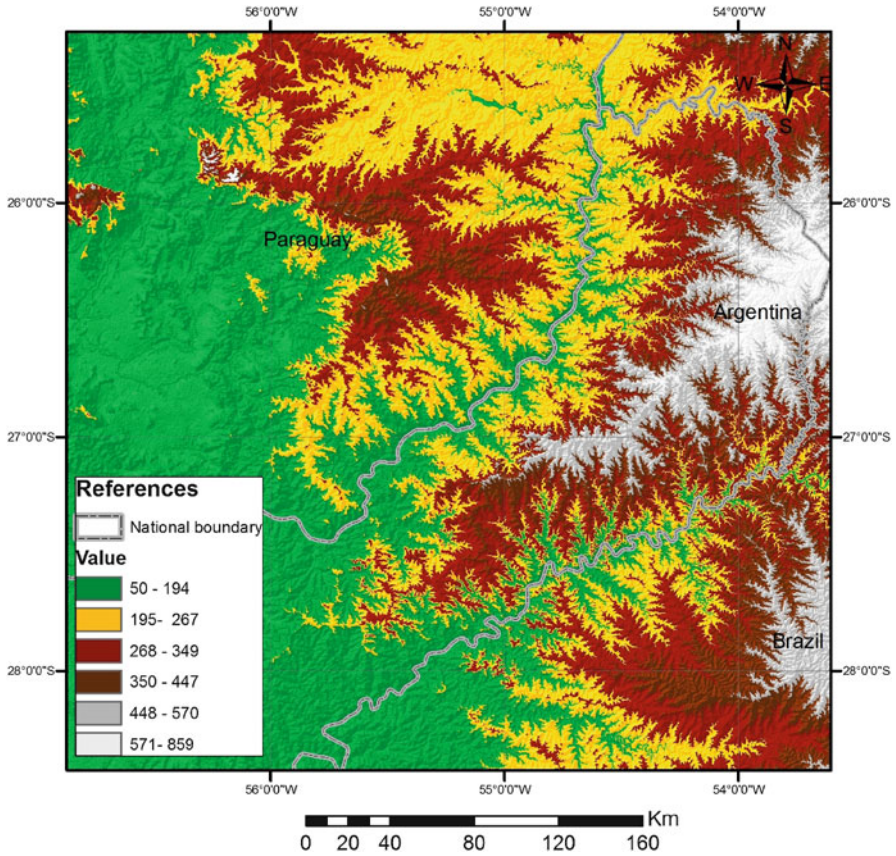 56°0'0"W 55°0'0"W 54°0'0"W
N
W E
S
26°0'0"S 26°0'0"S
Paraguay
Argentina
27°0'0"S 27°0'0"S
References
National boundary
Value
50 - 194
195- 267
268 - 349
350 - 447
448 - 570
571- 859
Brazil
28°0'0"S 28°0'0"S
56°0'0"W 55°0'0"W 54°0'0"W
Km
0 20 40 80 120 160